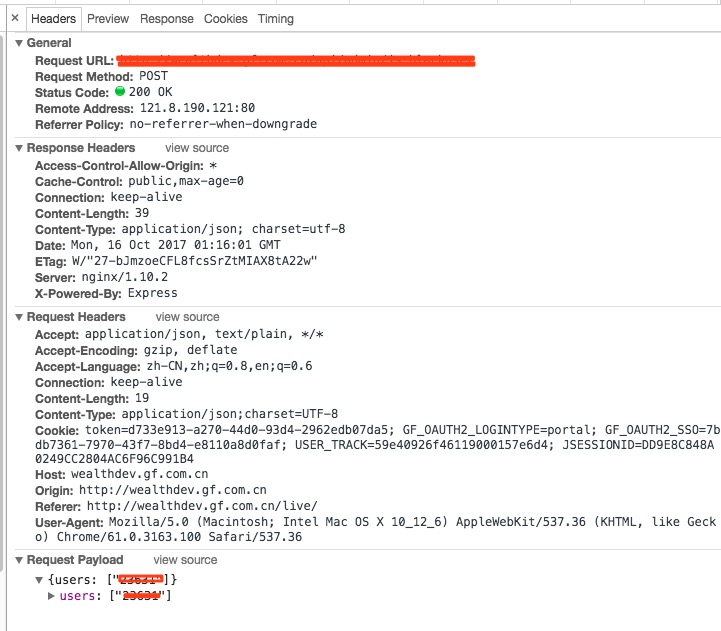 × Headers Preview Response Cookies Timing
▼ General
Request URL:
Request Method: POST
Status Code: 200 OK
Remote Address: 121.8.190.121:80
Referrer Policy: no-referrer-when-downgrade
▼ Response Headers view source
Access-Control-Allow-Origin: *
Cache-Control: public,max-age=0
Connection: keep-alive
Content-Length: 39
Content-Type: application/json; charset=utf-8
Date: Mon, 16 Oct 2017 01:16:01 GMT
ETag: W/"27-bJmzoeCFL8fcsSrZtMIAX8tA22w"
Server: nginx/1.10.2
X-Powered-By: Express
▼ Request Headers view source
Accept: application/json, text/plain, */*
Accept-Encoding: gzip, deflate
Accept-Language: zh-CN,zh;q=0.8,en;q=0.6
Connection: keep-alive
Content-Length: 19
Content-Type: application/json;charset=UTF-8
Cookie: token=d733e913-a270-44d0-93d4-2962edb07da5; GF_OAUTH2_LOGINTYPE=portal; GF_OAUTH2_SSO=7b
db7361-7970-43f7-8bd4-e8110a8d0faf; USER_TRACK=59e40926f46119000157e6d4; JSESSIONID=DD9E8C848A
0249CC2804AC6F96C991B4
Host: wealthdev.gf.com.cn
Origin: http://wealthdev.gf.com.cn
Referer: http://wealthdev.gf.com.cn/live/
User-Agent: Mozilla/5.0 (Macintosh; Intel Mac OS X 10_12_6) AppleWebKit/537.36 (KHTML, like Geck
o) Chrome/61.0.3163.100 Safari/537.36
▼ Request Payload view source
▼ {users: [""]}
▶ users: [""]